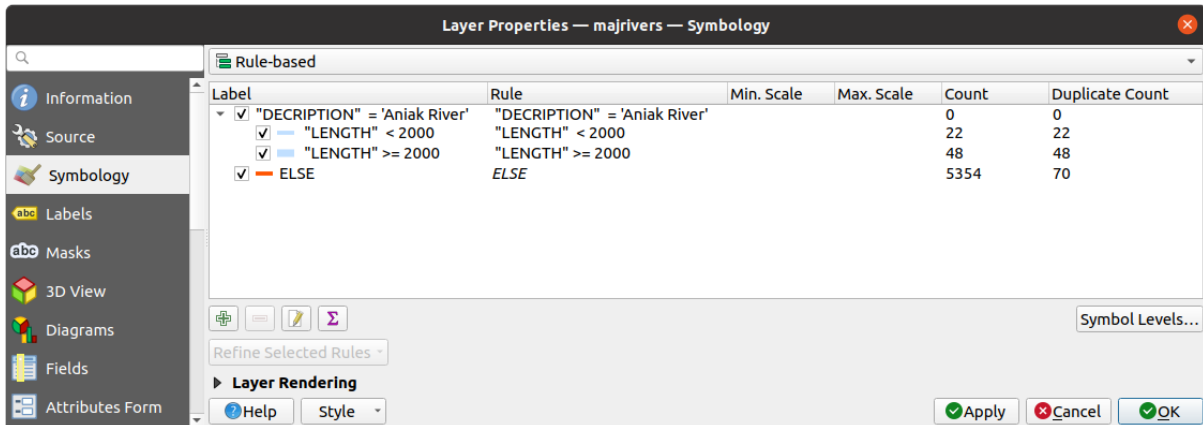 Layer Properties — majrivers — Symbology
Rule-based
Information
Source
Symbology
abc Labels
abc Masks
3D View
Diagrams
Fields
Attributes Form
Label Rule Min. Scale Max. Scale Count Duplicate Count
"DECRIPTION" = 'Aniak River' "DECRIPTION" = 'Aniak River' 0 0
"LENGTH" < 2000 "LENGTH" < 2000 22 22
"LENGTH" >= 2000 "LENGTH" >= 2000 48 48
ELSE ELSE 5354 70
Σ
Symbol Levels...
Refine Selected Rules
Layer Rendering
Help Style Apply Cancel OK